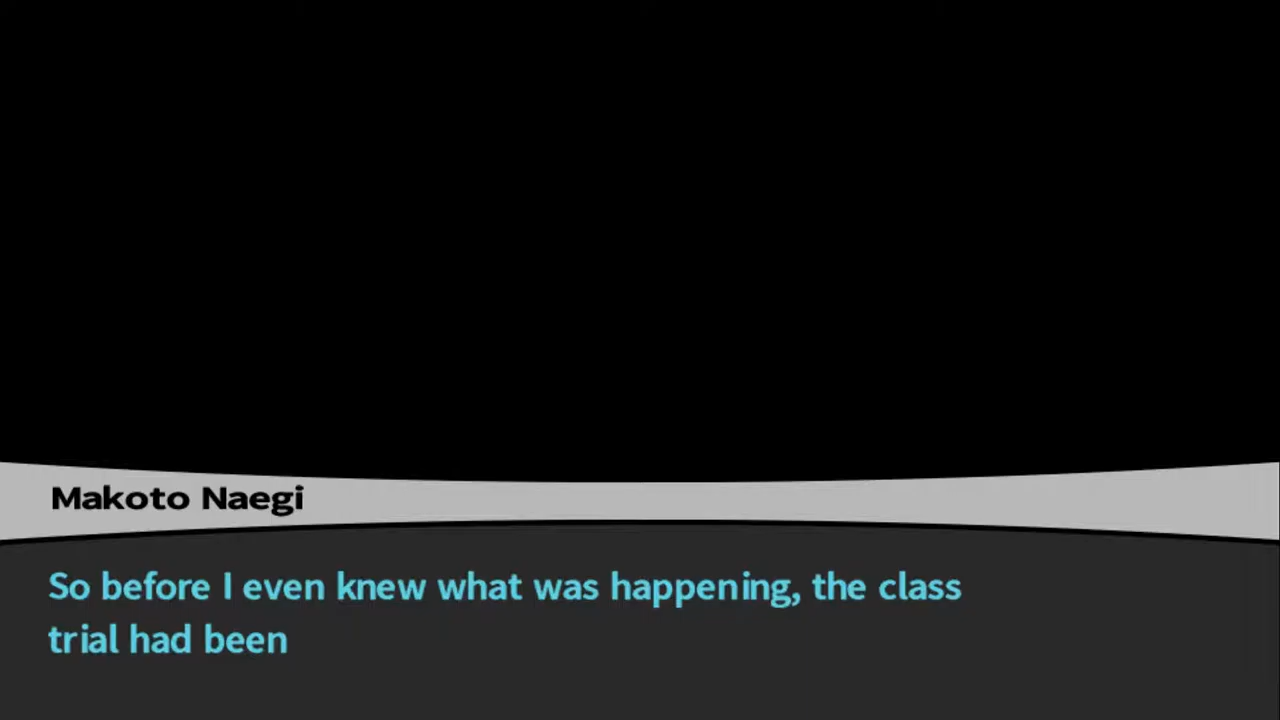 Makoto Naegi
So before I even knew what was happening, the class
trial had been